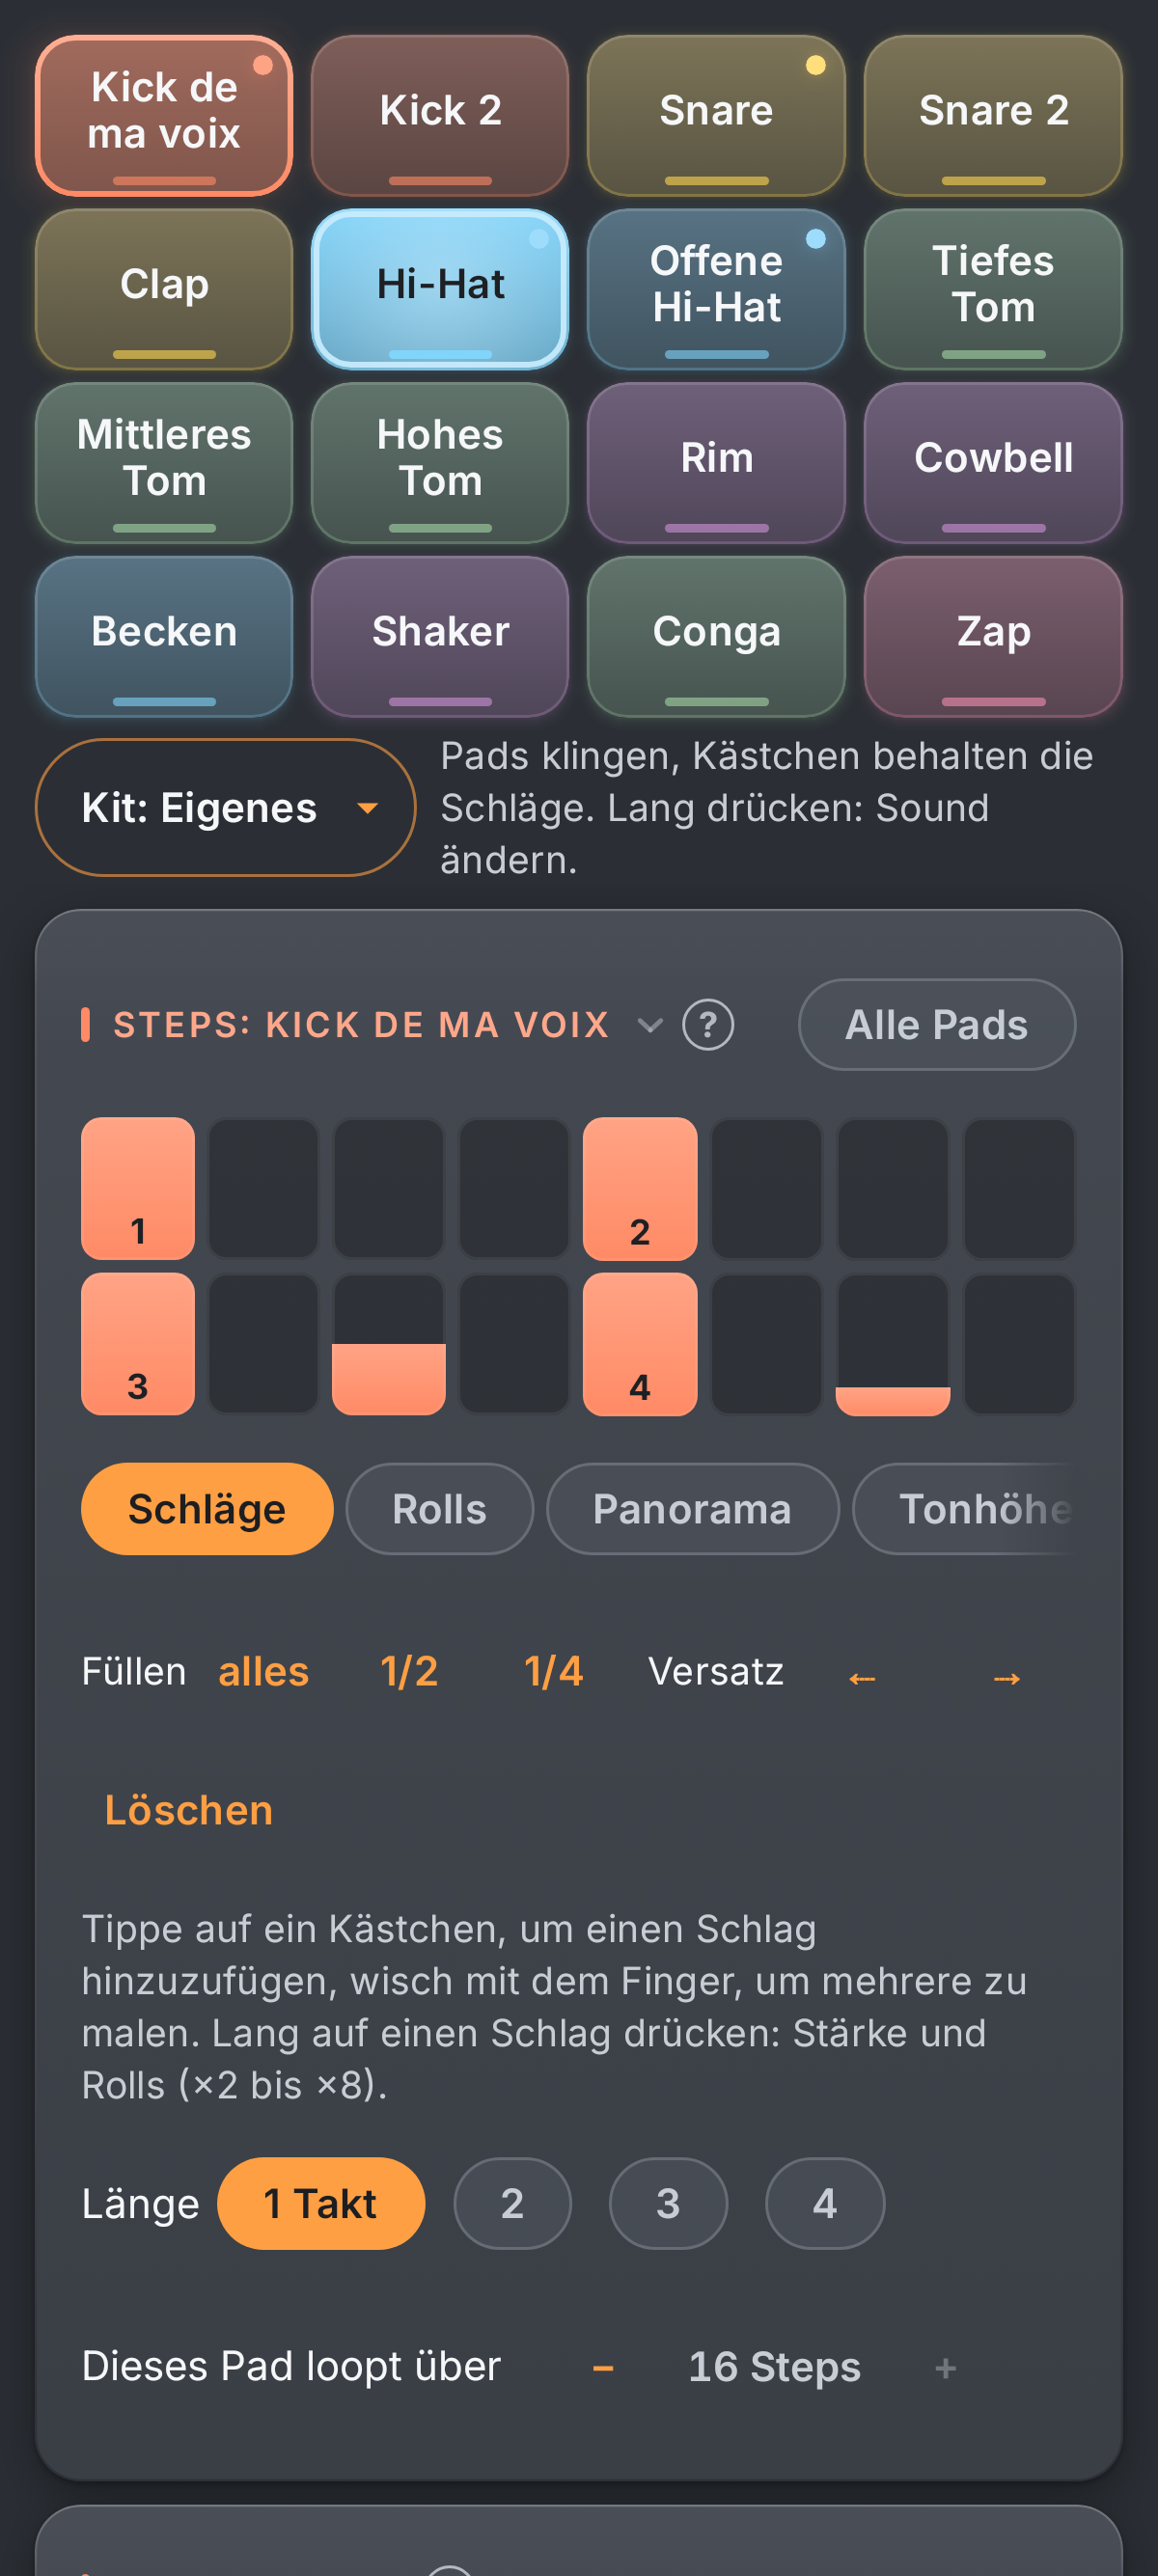 Kick de
ma voix
Kick 2
Snare
Snare 2
Clap
Hi-Hat
Offene
Hi-Hat
Tiefes
Tom
Mittleres
Tom
Hohes
Tom
Rim
Cowbell
Becken
Shaker
Conga
Zap
Kit: Eigenes
Pads klingen, Kästchen behalten die
Schläge. Lang drücken: Sound
ändern.
STEPS: KICK DE MA VOIX
?
Alle Pads
1
2
3
4
Schläge
Rolls
Panorama
Tonhöhe
Füllen alles 1/2 1/4 Versatz ← →
Löschen
Tippe auf ein Kästchen, um einen Schlag
hinzuzufügen, wisch mit dem Finger, um mehrere zu
malen. Lang auf einen Schlag drücken: Stärke und
Rolls (×2 bis ×8).
Länge 1 Takt 2 3 4
Dieses Pad loopt über − 16 Steps +